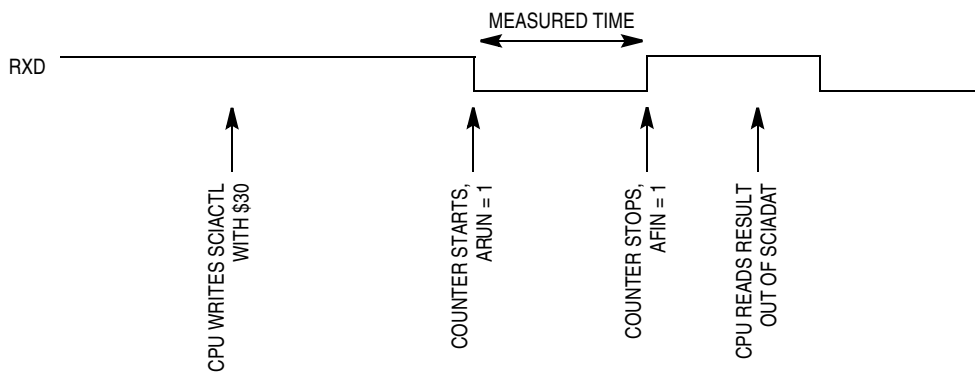 MEASURED TIME
RXD
CPU WRITES SCIACTL
WITH $30
COUNTER STARTS,
ARUN = 1
COUNTER STOPS,
AFIN = 1
CPU READS RESULT
OUT OF SCIADAT